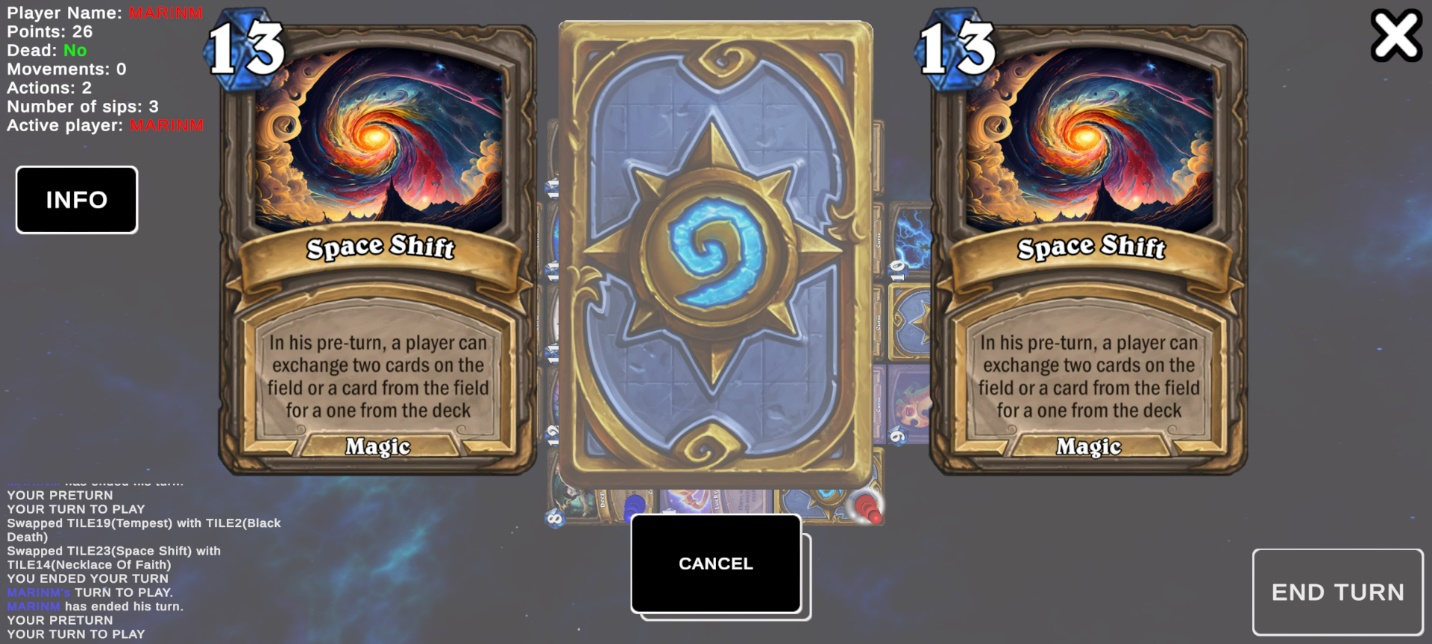 Player Name: MARINM
Points: 26
Dead: No
Movements: 0
Actions: 2
Number of sips: 3
Active player: MARINM
INFO
13
Space Shift
In his pre-turn, a player can
exchange two cards on the
field or a card from the field
for a one from the deck
Magic
13
Space Shift
In his pre-turn, a player can
exchange two cards on the
field or a card from the field
for a one from the deck
Magic
YOUR PRETURN
YOUR TURN TO PLAY
Swapped TILE19(Tempest) with TILE2(Black
Death)
Swapped TILE23(Space Shift) with
TILE14(Necklace Of Faith)
YOU ENDED YOUR TURN
MARINM's TURN TO PLAY.
MARINM has ended his turn.
YOUR PRETURN
YOUR TURN TO PLAY
CANCEL
END TURN